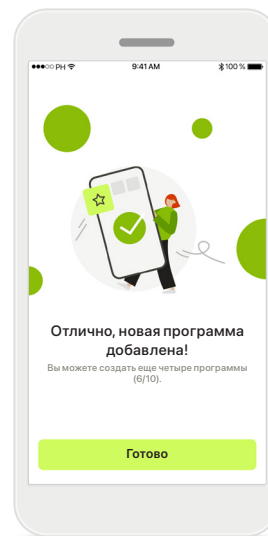 PH 9:41 AM 100 %
Отлично, новая программа
добавлена!
Вы можете создать еще четыре программы
(6/10).
Готово